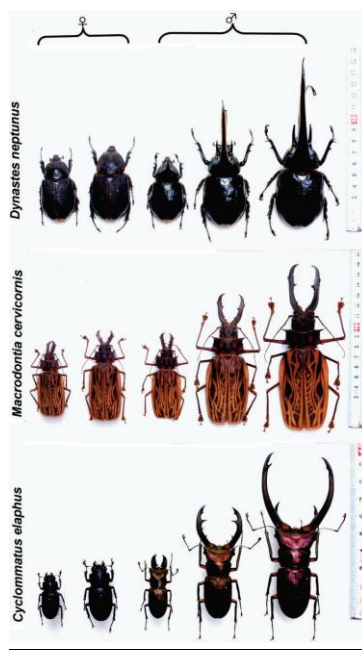 ♀ ♂
Dynastes neptunus
Macrodontia cervicornis
Cyclommatus elaphus